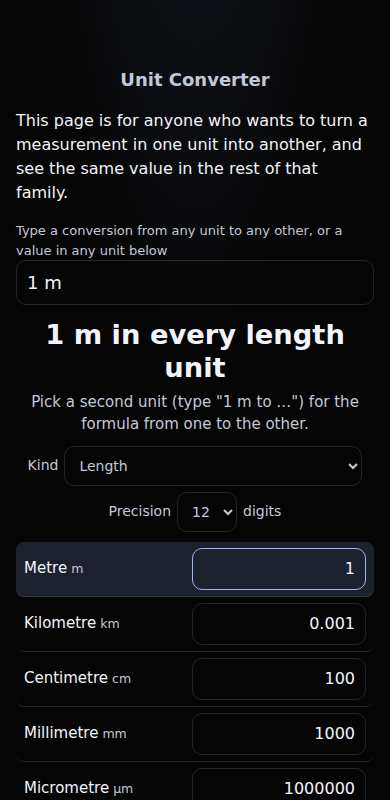 Unit Converter
This page is for anyone who wants to turn a
measurement in one unit into another, and
see the same value in the rest of that
family.
Type a conversion from any unit to any other, or a
value in any unit below
1 m
1 m in every length
unit
Pick a second unit (type "1 m to …") for the
formula from one to the other.
Kind Length
Precision 12 digits
Metre m 1
Kilometre km 0.001
Centimetre cm 100
Millimetre mm 1000
Micrometre µm 1000000